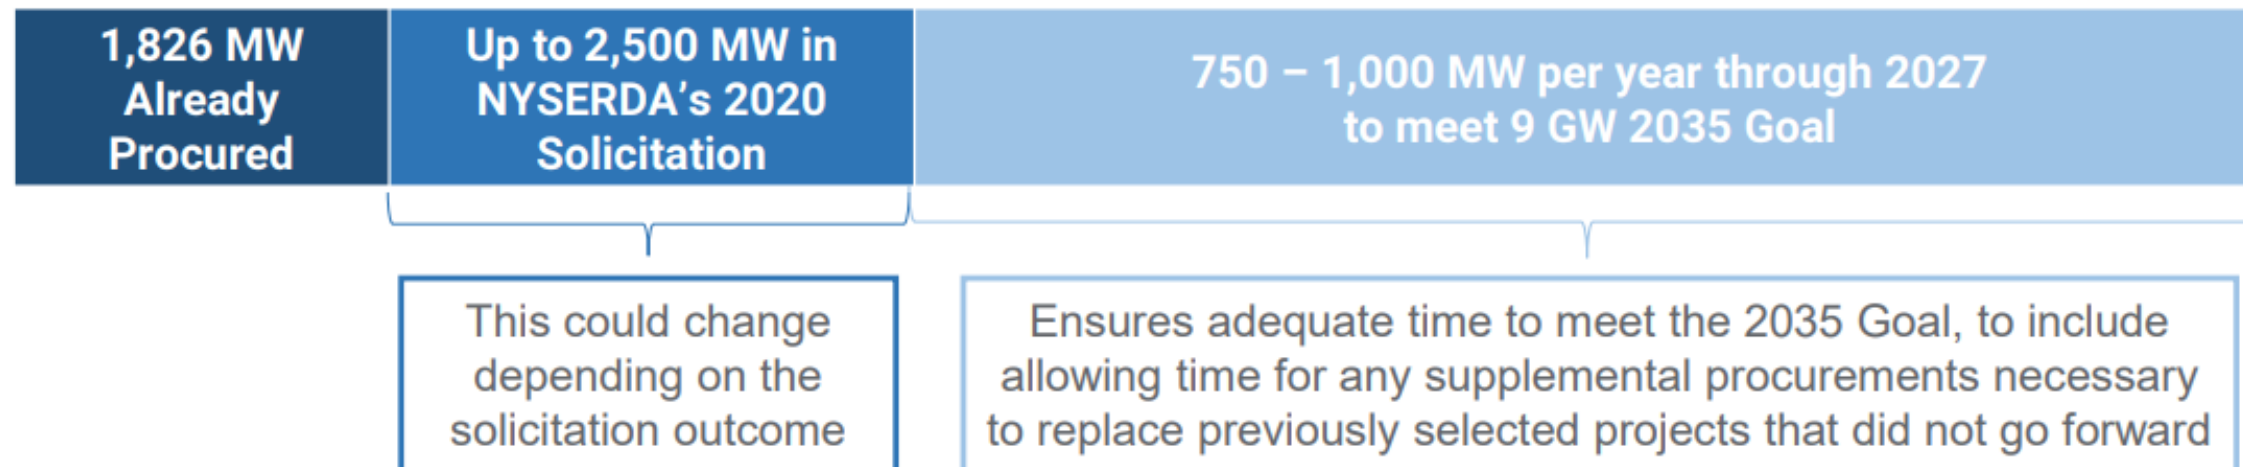 1,826 MW
Already
Procured
Up to 2,500 MW in
NYSERDA's 2020
Solicitation
750 – 1,000 MW per year through 2027
to meet 9 GW 2035 Goal
This could change
depending on the
solicitation outcome
Ensures adequate time to meet the 2035 Goal, to include
allowing time for any supplemental procurements necessary
to replace previously selected projects that did not go forward